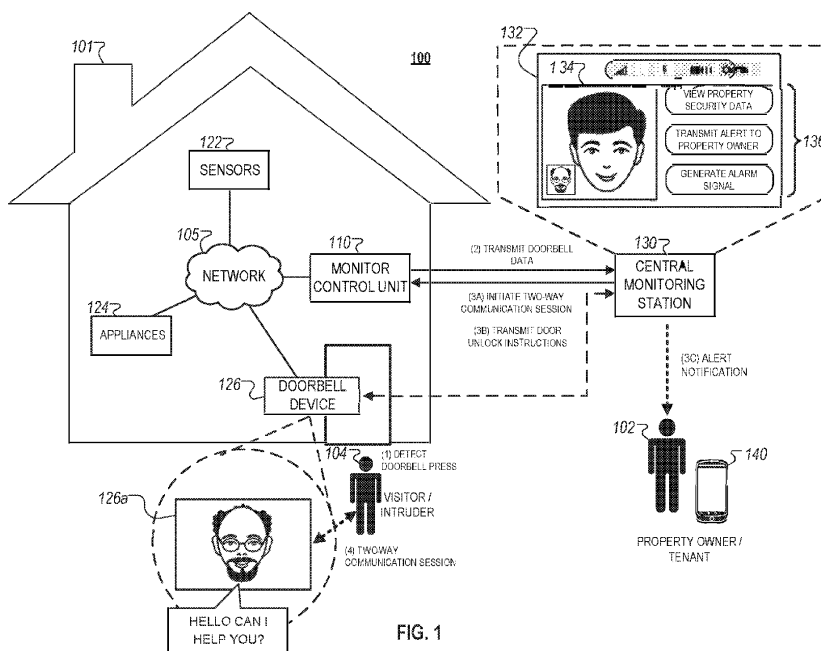 101
100
132
134
VIEW PROPERTY
SECURITY DATA
TRANSMIT ALERT TO
PROPERTY OWNER
GENERATE ALARM
SIGNAL
136
122
SENSORS
105
NETWORK
110
MONITOR
CONTROL UNIT
(2) TRANSMIT DOORBELL
DATA
130
CENTRAL
MONITORING
STATION
(3A) INITIATE TWO-WAY
COMMUNICATION SESSION
(3B) TRANSMIT DOOR
UNLOCK INSTRUCTIONS
124
APPLIANCES
(3C) ALERT
NOTIFICATION
126
DOORBELL
DEVICE
102
140
104
(1) DETECT
DOORBELL PRESS
126a
VISITOR /
INTRUDER
PROPERTY OWNER /
TENANT
(4) TWO-WAY
COMMUNICATION SESSION
HELLO CAN I
HELP YOU?
FIG. 1